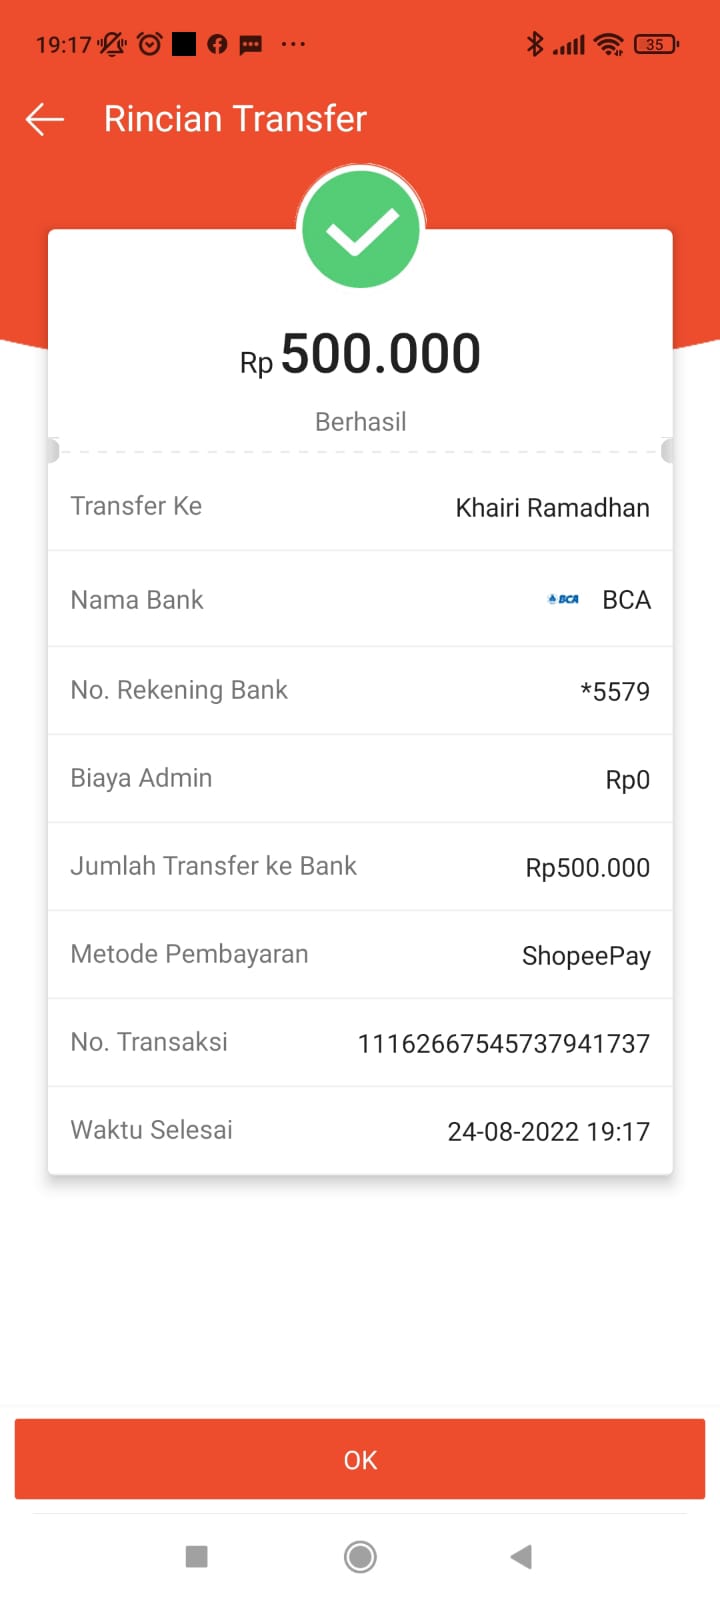 19:17 35
Rincian Transfer
Rp 500.000
Berhasil
Transfer Ke Khairi Ramadhan
Nama Bank BCA BCA
No. Rekening Bank *5579
Biaya Admin Rp0
Jumlah Transfer ke Bank Rp500.000
Metode Pembayaran ShopeePay
No. Transaksi 11162667545737941737
Waktu Selesai 24-08-2022 19:17
OK